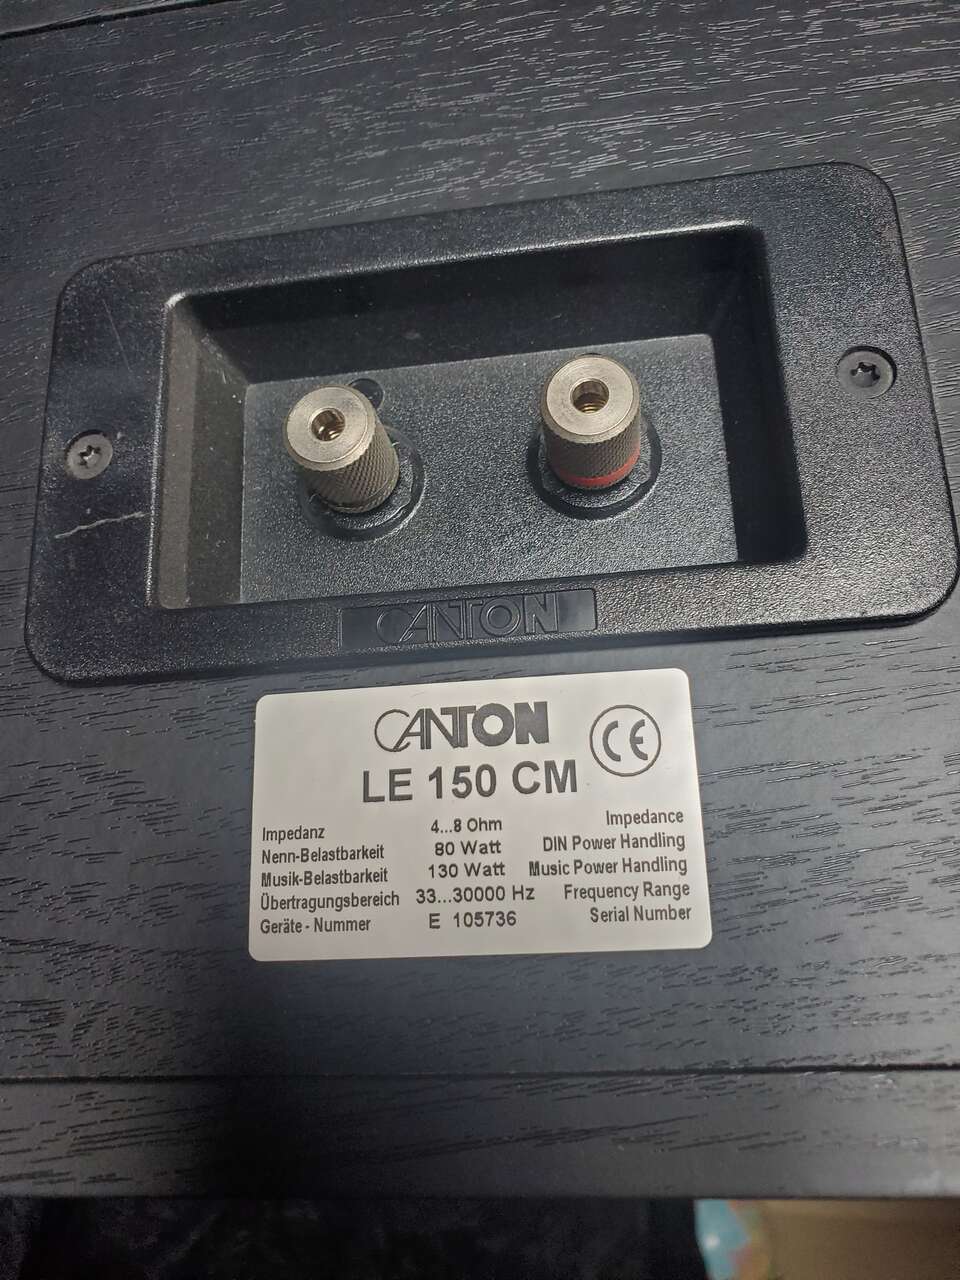 CANTON
CANTON CE
LE 150 CM
Impedanz 4...8 Ohm Impedance
Nenn-Belastbarkeit 80 Watt DIN Power Handling
Musik-Belastbarkeit 130 Watt Music Power Handling
Übertragungsbereich 33...30000 Hz Frequency Range
Geräte - Nummer E 105736 Serial Number